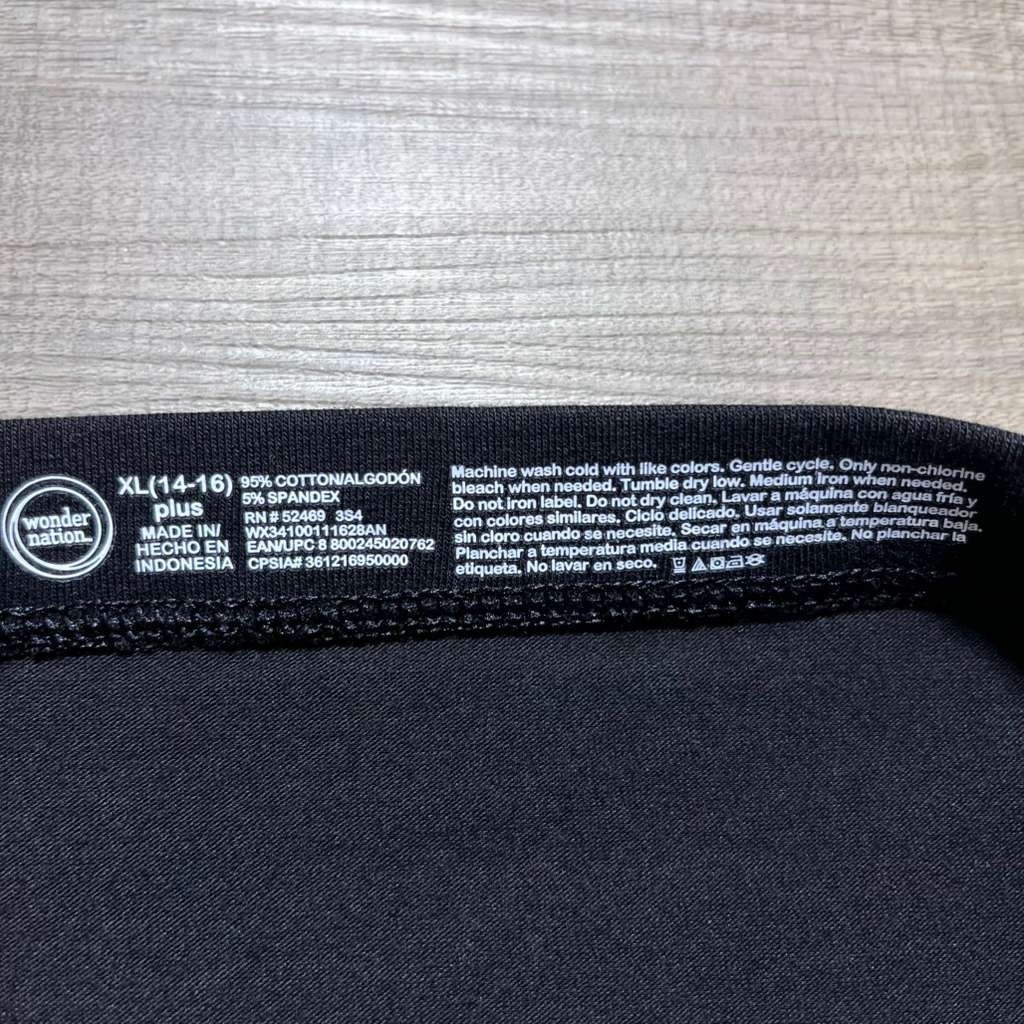 wonder
nation.
XL(14-16)
plus
MADE IN/
HECHO EN
INDONESIA
95% COTTON/ALGODÓN
5% SPANDEX
RN # 52469 3S4
WX34100111628AN
EAN/UPC 8 800245020762
CPSIA# 361216950000
Machine wash cold with like colors. Gentle cycle. Only non-chlorine
bleach when needed. Tumble dry low. Medium iron when needed.
Do not iron label. Do not dry clean. Lavar a máquina con agua fría y
con colores similares. Ciclo delicado. Usar solamente blanqueador
sin cloro cuando se necesite. Secar en máquina a temperatura baja.
Planchar a temperatura media cuando se necesite. No planchar la
etiqueta. No lavar en seco.